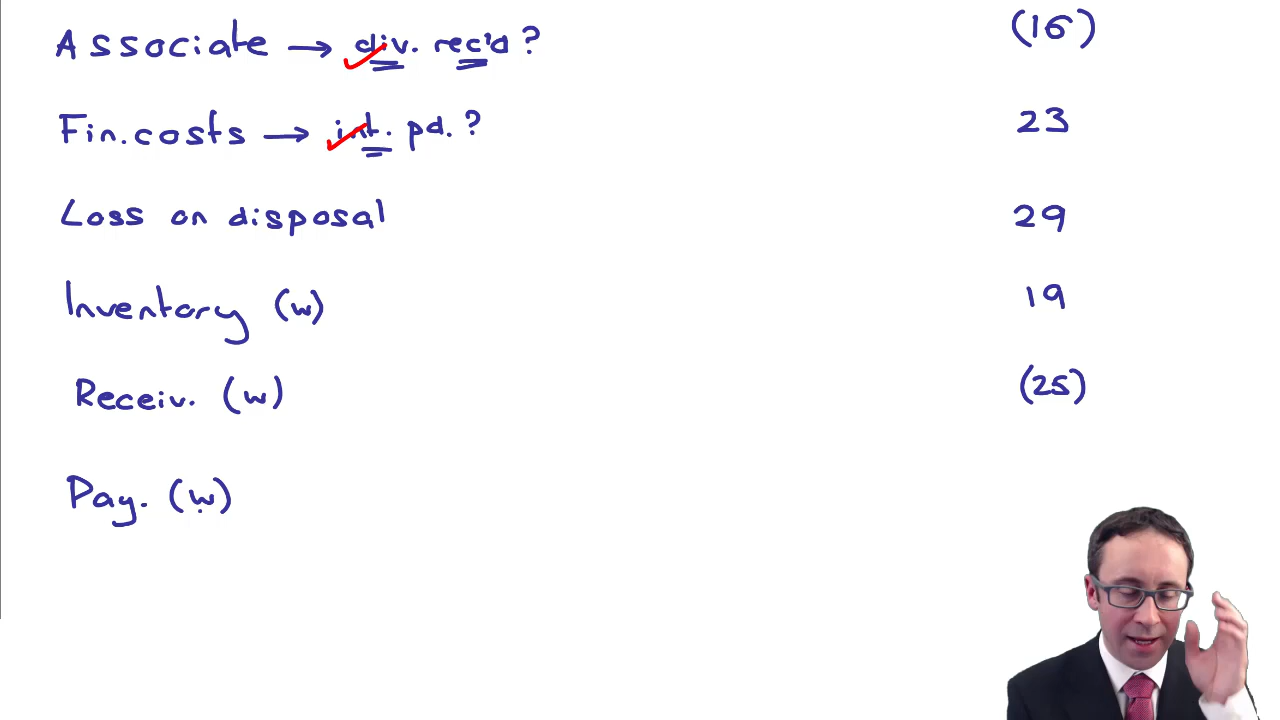 Associate → div. rec'd ? (16)
Fin. costs → int. pd. ? 23
Loss on disposal 29
Inventory (w) 19
Receiv. (w) (25)
Pay. (w)